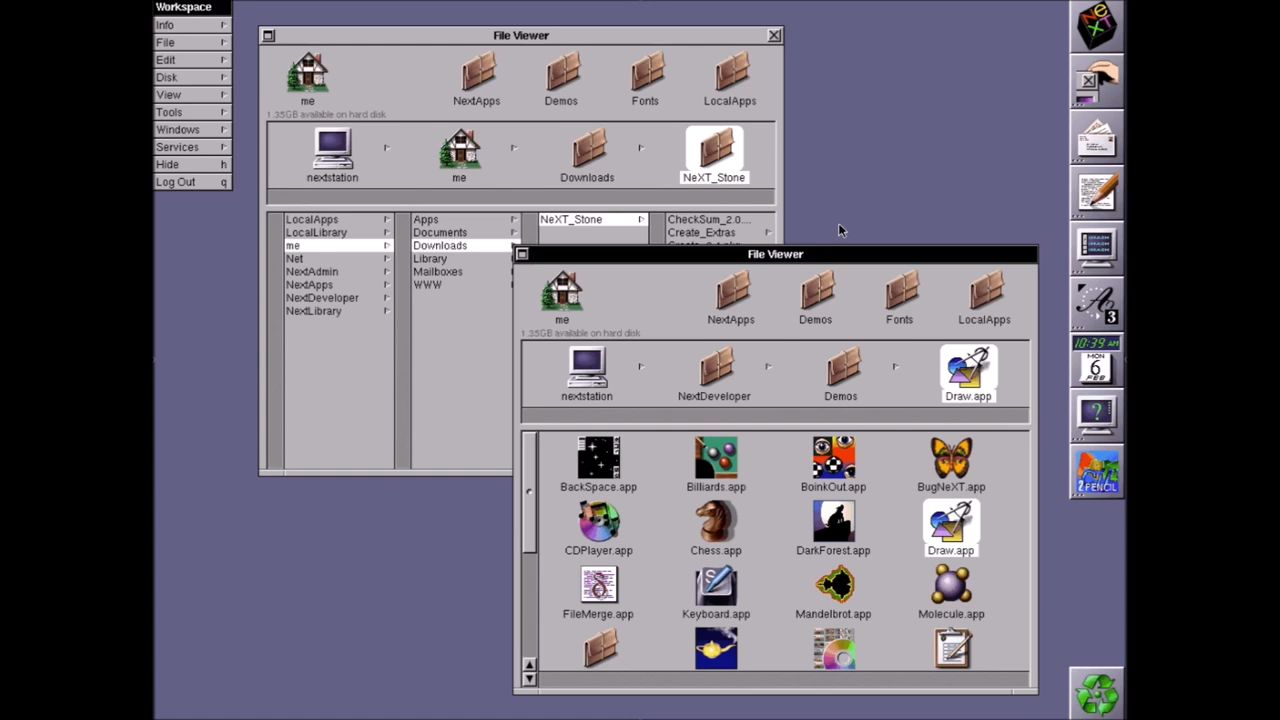 Workspace
Info
File
Edit
Disk
View
Tools
Windows
Services
Hide h
Log Out q
File Viewer
me
NextApps
Demos
Fonts
LocalApps
1.35GB available on hard disk
nextstation
me
Downloads
NeXT_Stone
LocalApps
LocalLibrary
me
Net
NextAdmin
NextApps
NextDeveloper
NextLibrary
Apps
Documents
Downloads
Library
Mailboxes
WWW
NeXT_Stone
CheckSum_2.0....
Create_Extras
File Viewer
me
NextApps
Demos
Fonts
LocalApps
1.35GB available on hard disk
nextstation
NextDeveloper
Demos
Draw.app
BackSpace.app
Billiards.app
BoinkOut.app
BugNeXT.app
CDPlayer.app
Chess.app
DarkForest.app
Draw.app
FileMerge.app
Keyboard.app
Mandelbrot.app
Molecule.app
NeXT
3
10:39 AM
MON
6
FEB
?
2 PENCIL